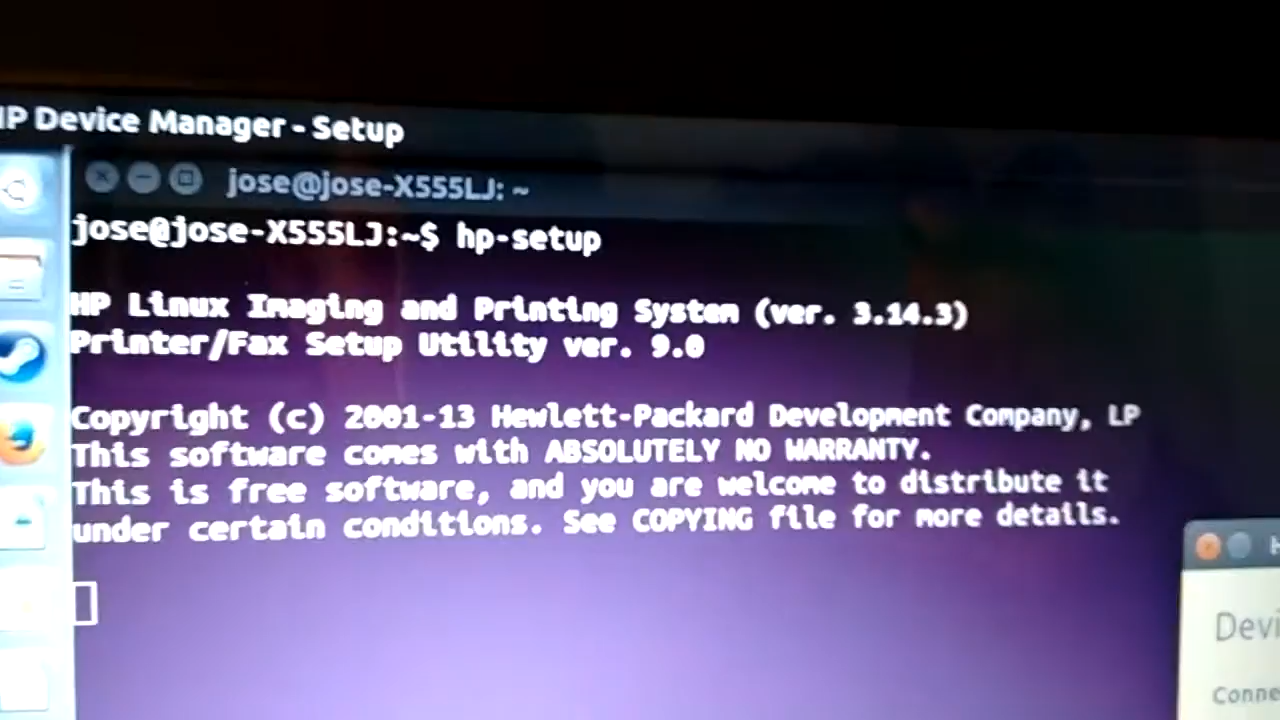 HP Device Manager - Setup
jose@jose-X555LJ: ~
jose@jose-X555LJ:~$ hp-setup
HP Linux Imaging and Printing System (ver. 3.14.3)
Printer/Fax Setup Utility ver. 9.0
Copyright (c) 2001-13 Hewlett-Packard Development Company, LP
This software comes with ABSOLUTELY NO WARRANTY.
This is free software, and you are welcome to distribute it
under certain conditions. See COPYING file for more details.
H
Devi
Conne